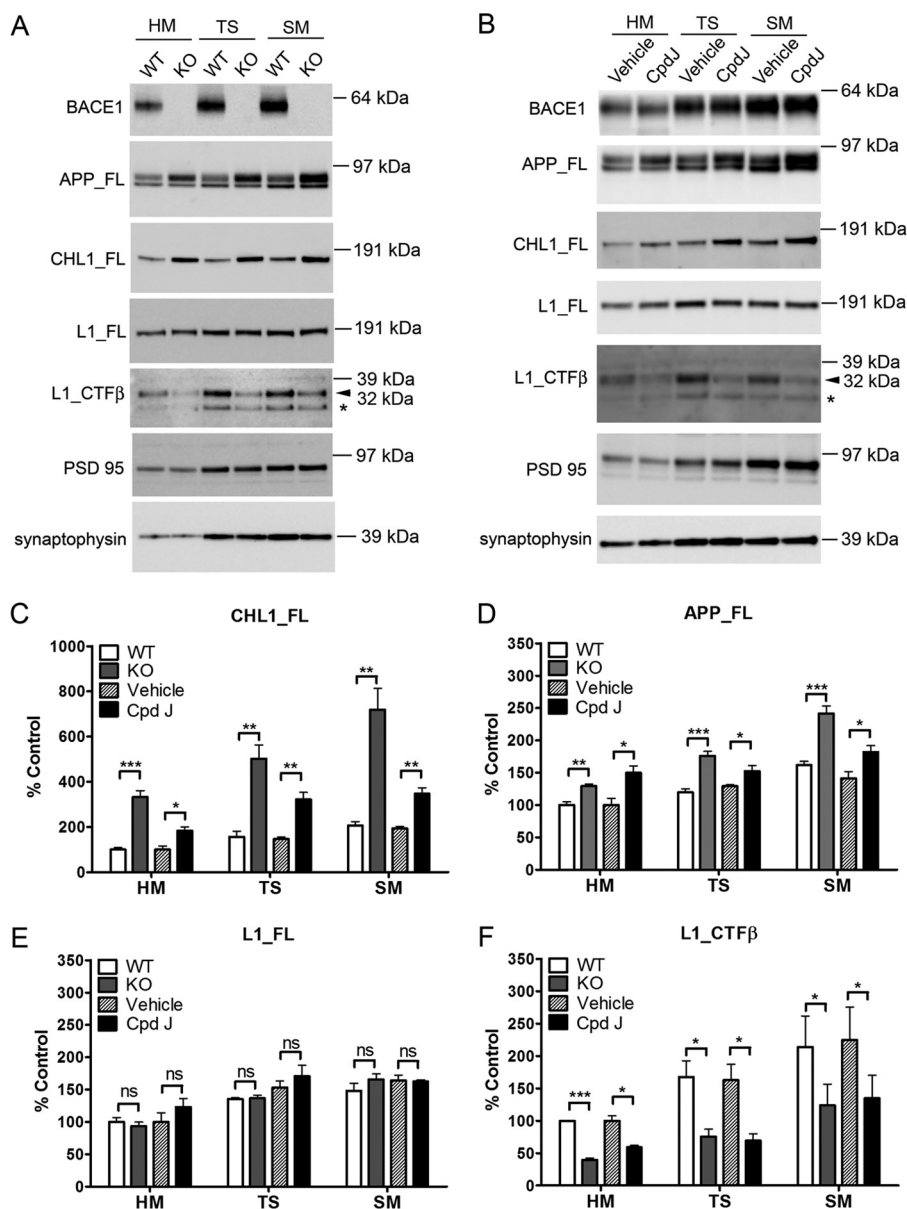 A
HM TS SM
WT KO WT KO WT KO
BACE1 64 kDa
APP_FL 97 kDa
CHL1_FL 191 kDa
L1_FL 191 kDa
L1_CTFβ 39 kDa
32 kDa
*
PSD 95 97 kDa
synaptophysin 39 kDa
B
HM TS SM
Vehicle CpdJ Vehicle CpdJ Vehicle CpdJ
BACE1 64 kDa
APP_FL 97 kDa
CHL1_FL 191 kDa
L1_FL 191 kDa
L1_CTFβ 39 kDa
32 kDa
*
PSD 95 97 kDa
synaptophysin 39 kDa
C
CHL1_FL
% Control
1000
800
600
400
200
0
WT
KO
Vehicle
Cpd J
*** * ** ** ** **
HM TS SM
D
APP_FL
% Control
350
300
250
200
150
100
50
0
WT
KO
Vehicle
Cpd J
** * *** * *** *
HM TS SM
E
L1_FL
% Control
350
300
250
200
150
100
50
0
WT
KO
Vehicle
Cpd J
ns ns ns ns ns ns
HM TS SM
F
L1_CTFβ
% Control
350
300
250
200
150
100
50
0
WT
KO
Vehicle
Cpd J
*** * * * * *
HM TS SM